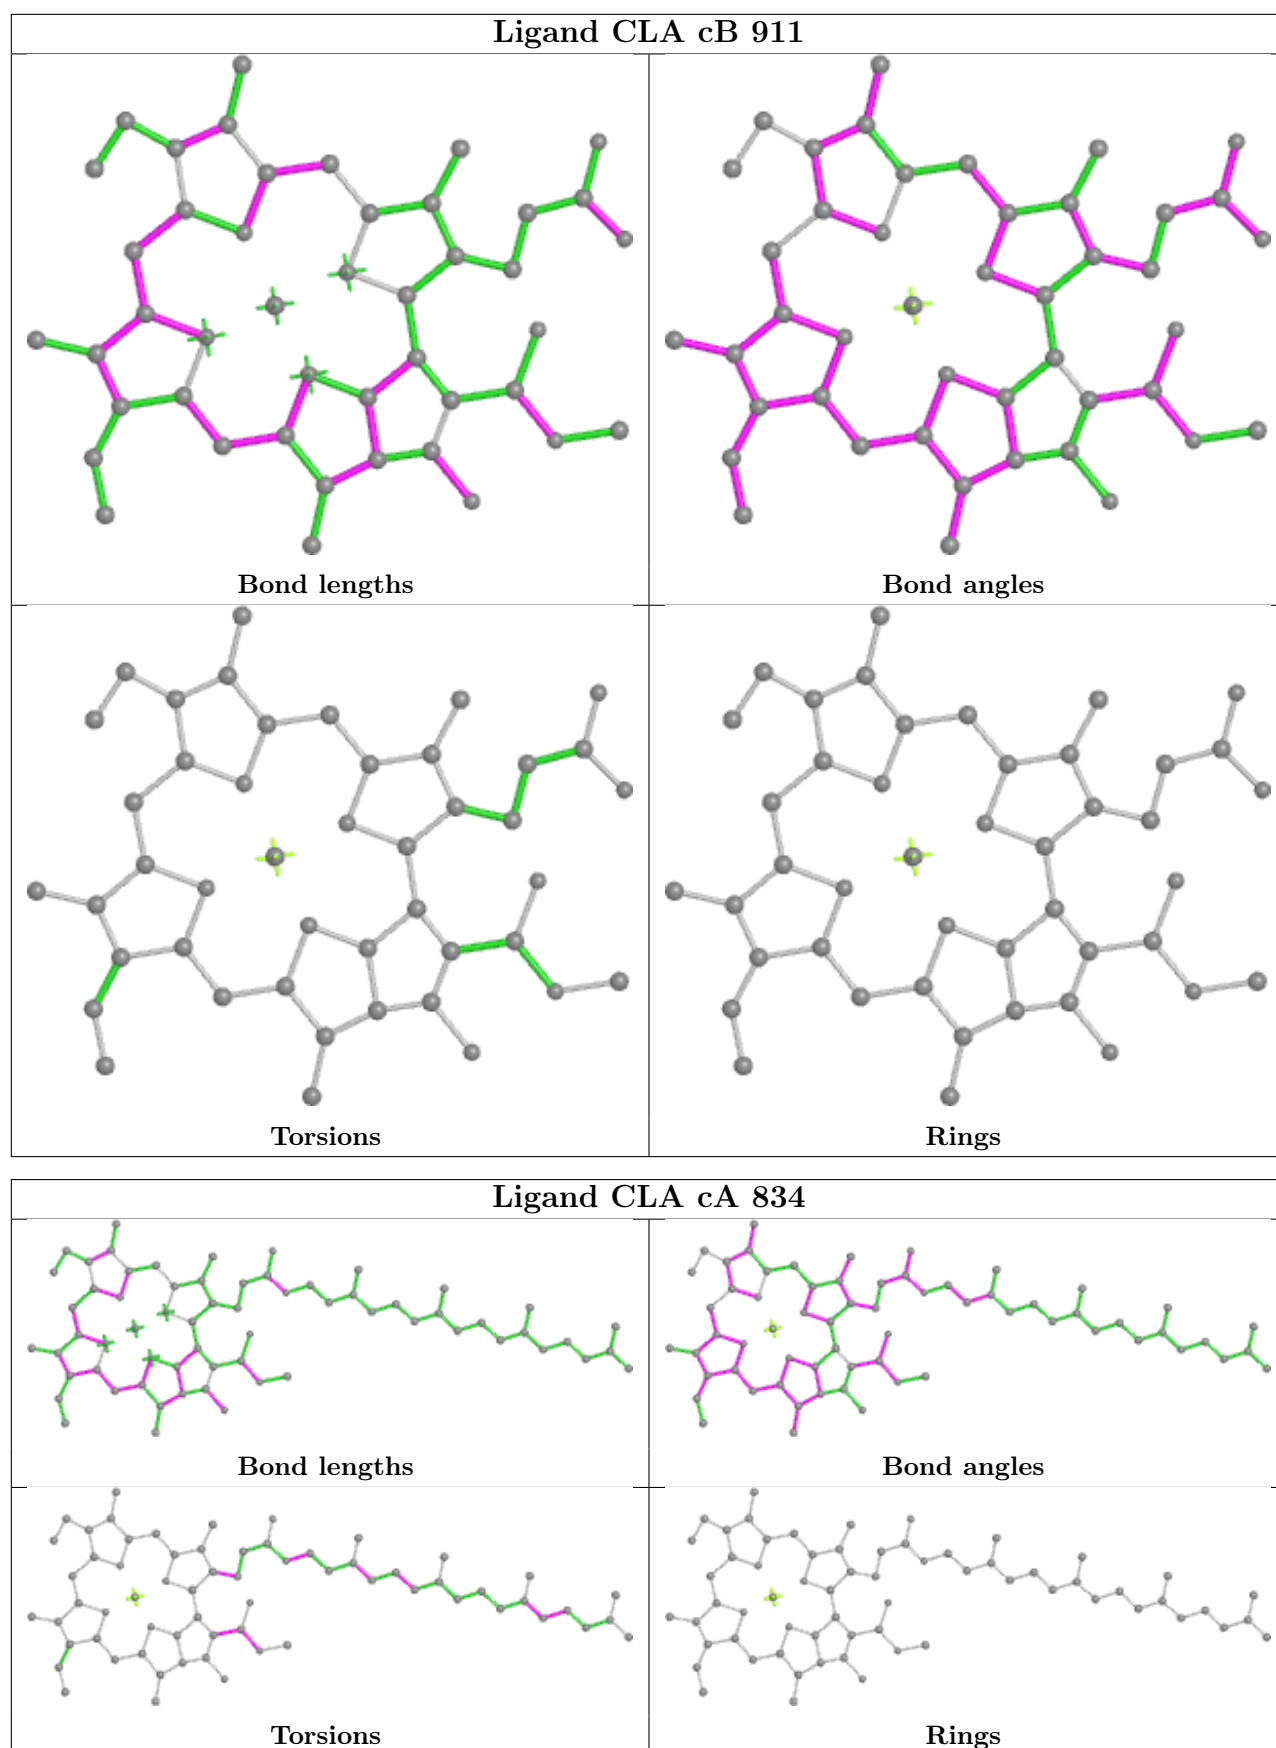 Ligand CLA cB 911
Bond lengths
Bond angles
Torsions
Rings
Ligand CLA cA 834
Bond lengths
Bond angles
Torsions
Rings